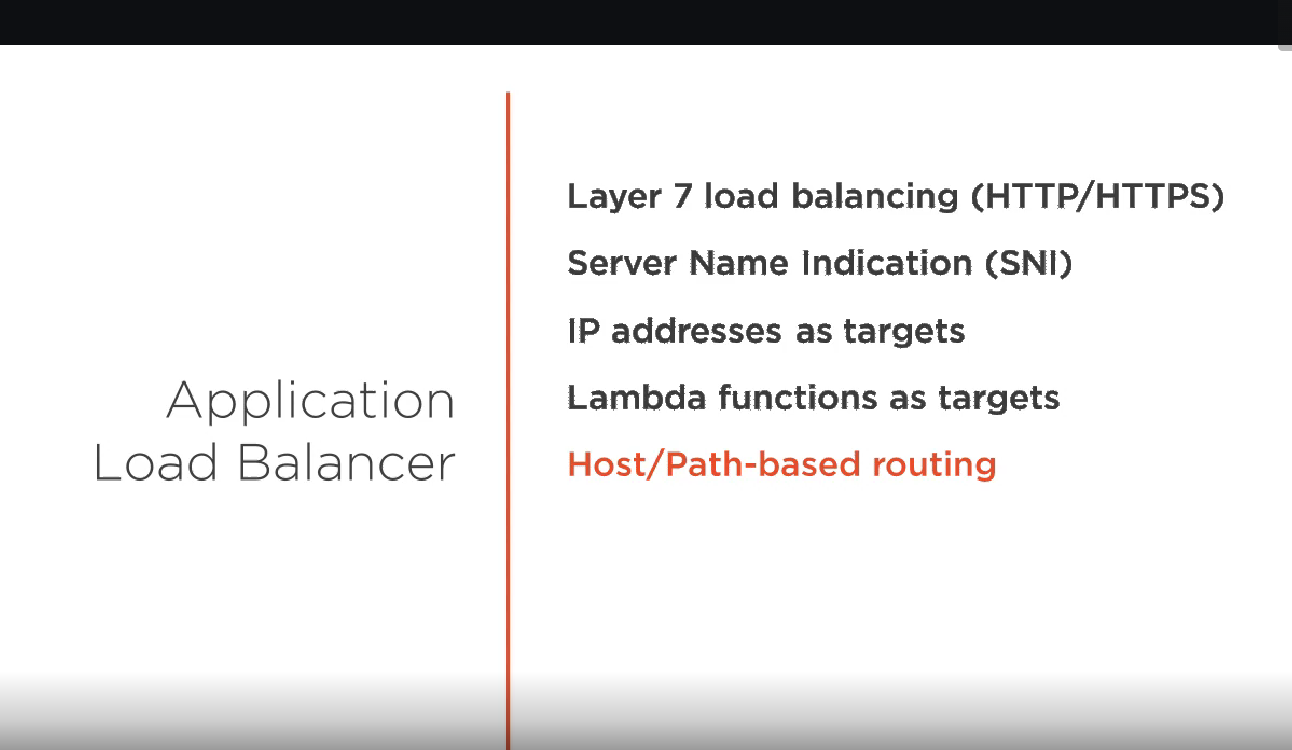 Application
Load Balancer
Layer 7 load balancing (HTTP/HTTPS)
Server Name Indication (SNI)
IP addresses as targets
Lambda functions as targets
Host/Path-based routing